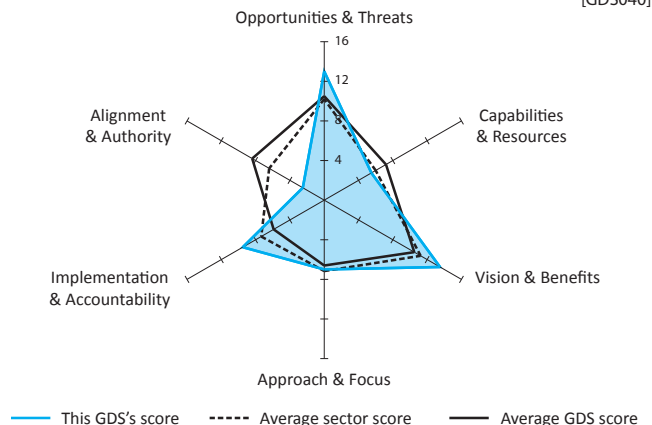 [GDS040]
Opportunities & Threats
16
12
8
4
Alignment
& Authority
Capabilities
& Resources
Implementation
& Accountability
Vision & Benefits
Approach & Focus
This GDS's score
Average sector score
Average GDS score